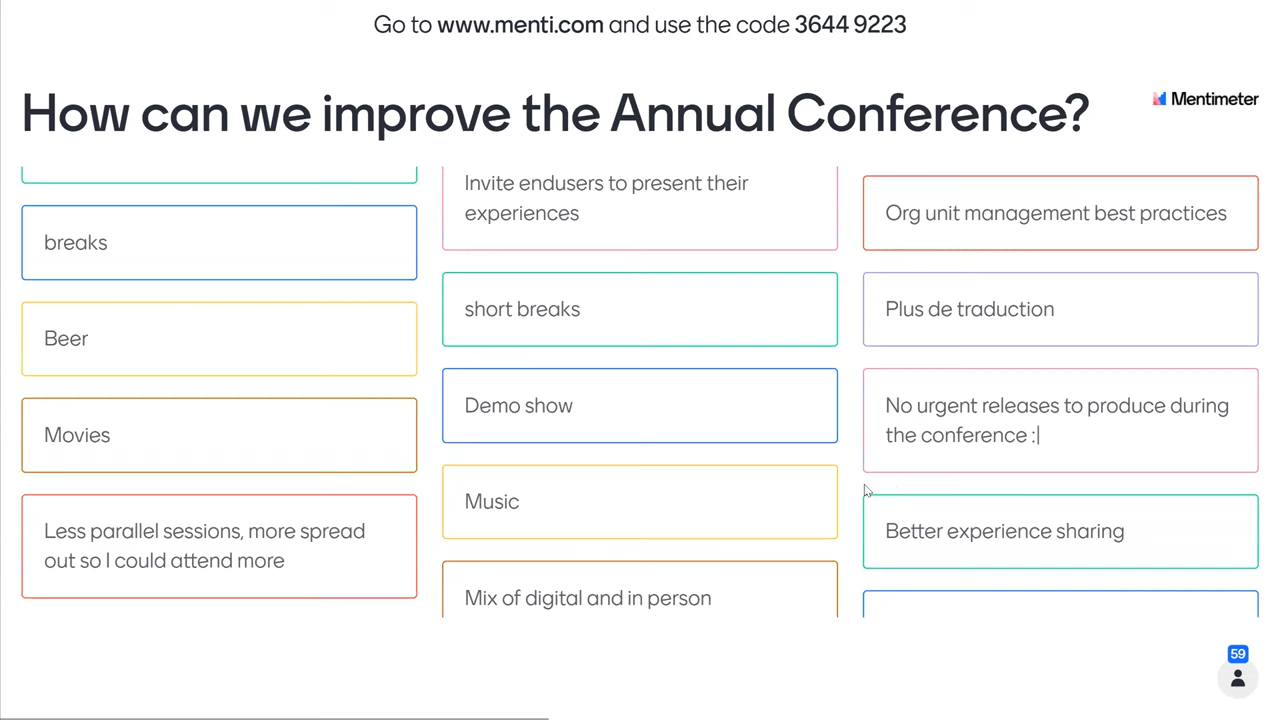 Go to www.menti.com and use the code 3644 9223
How can we improve the Annual Conference?
Mentimeter
breaks
Beer
Movies
Less parallel sessions, more spread
out so I could attend more
Invite endusers to present their
experiences
short breaks
Demo show
Music
Mix of digital and in person
Org unit management best practices
Plus de traduction
No urgent releases to produce during
the conference :|
Better experience sharing
59